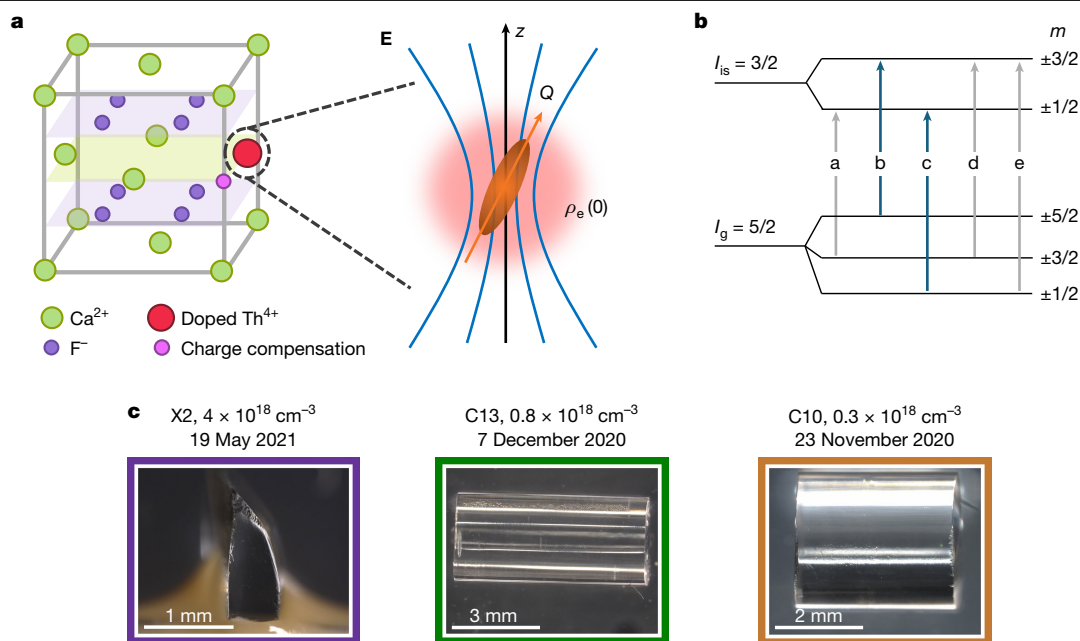 a
E
z
Q
ρₑ(0)
Ca²⁺
Doped Th⁴⁺
F⁻
Charge compensation
b
m
I_is = 3/2
±3/2
±1/2
a
b
c
d
e
I_g = 5/2
±5/2
±3/2
±1/2
c
X2, 4 × 10¹⁸ cm⁻³
19 May 2021
1 mm
C13, 0.8 × 10¹⁸ cm⁻³
7 December 2020
3 mm
C10, 0.3 × 10¹⁸ cm⁻³
23 November 2020
2 mm